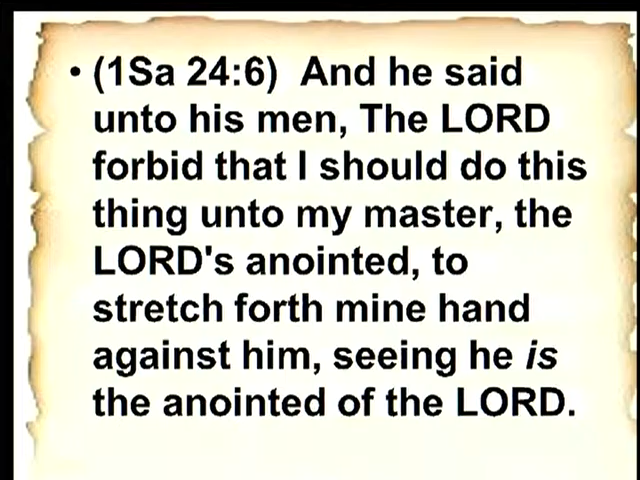 • (1Sa 24:6)  And he said
unto his men, The LORD
forbid that I should do this
thing unto my master, the
LORD's anointed, to
stretch forth mine hand
against him, seeing he is
the anointed of the LORD.